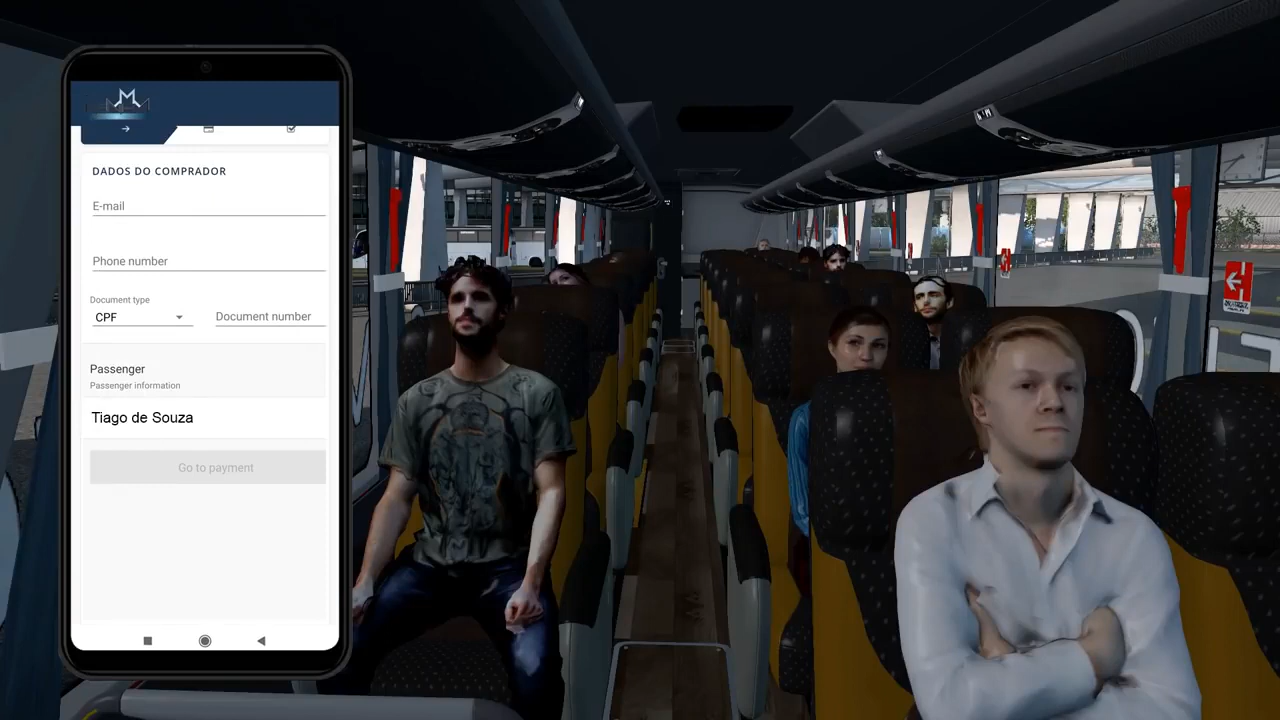 DADOS DO COMPRADOR
E-mail
Phone number
Document type
CPF
Document number
Passenger
Passenger information
Tiago de Souza
Go to payment